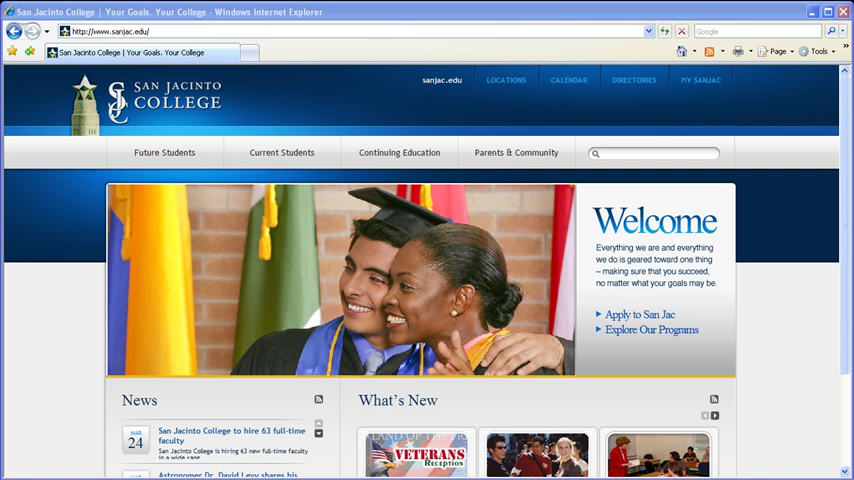 San Jacinto College | Your Goals. Your College - Windows Internet Explorer
http://www.sanjac.edu/
Google
San Jacinto College | Your Goals. Your College
Page
Tools
SAN JACINTO
COLLEGE
sanjac.edu
LOCATIONS
CALENDAR
DIRECTORIES
MY SANJAC
Future Students
Current Students
Continuing Education
Parents & Community
Welcome
Everything we are and everything
we do is geared toward one thing
– making sure that you succeed,
no matter what your goals may be.
Apply to San Jac
Explore Our Programs
News
MAR
24
San Jacinto College to hire 63 full-time
faculty
San Jacinto College is hiring 63 new full-time faculty
in a wide range
MAR
Astronomer Dr. David Levy shares his
What's New
VETERANS
RECEPTION